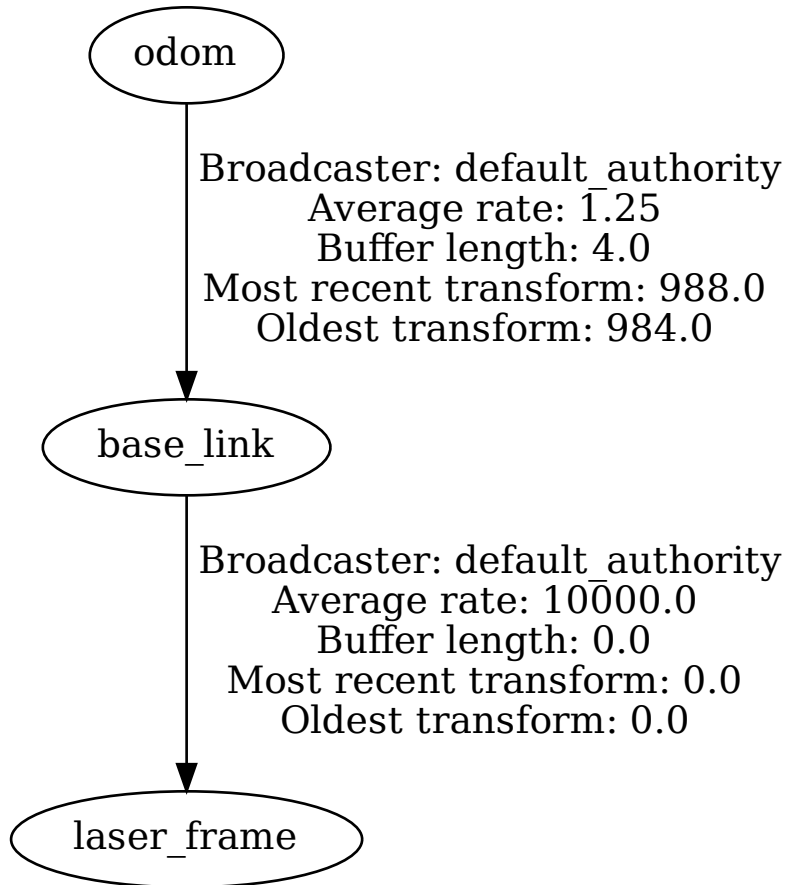 odom
Broadcaster: default_authority
Average rate: 1.25
Buffer length: 4.0
Most recent transform: 988.0
Oldest transform: 984.0
base_link
Broadcaster: default_authority
Average rate: 10000.0
Buffer length: 0.0
Most recent transform: 0.0
Oldest transform: 0.0
laser_frame